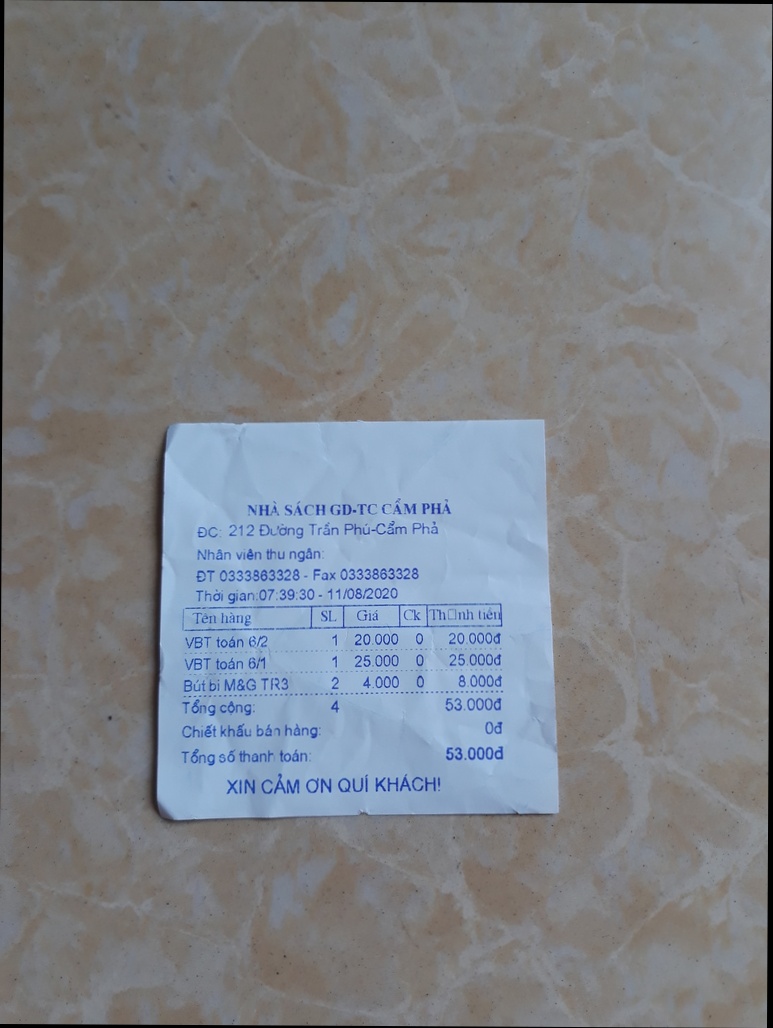 NHÀ SÁCH GD-TC CẨM PHẢ
ĐC: 212 Đường Trần Phú-Cẩm Phả
Nhân viên thu ngân:
ĐT 0333863328 - Fax 0333863328
Thời gian:07:39:30 - 11/08/2020
Tên hàng SL Giá Ck Th□nh tiền
VBT toán 6/2 1 20.000 0 20.000đ
VBT toán 6/1 1 25.000 0 25.000đ
Bút bi M&G TR3 2 4.000 0 8.000đ
Tổng cộng: 4 53.000đ
Chiết khấu bán hàng: 0đ
Tổng số thanh toán: 53.000đ
XIN CẢM ƠN QUÍ KHÁCH!